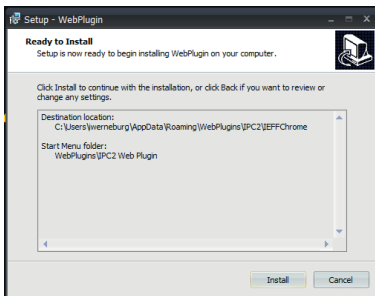 Setup - WebPlugin
Ready to Install
Setup is now ready to begin installing WebPlugin on your computer.
Click Install to continue with the installation, or click Back if you want to review or
change any settings.
Destination location:
C:\Users\jwerneburg\AppData\Roaming\WebPlugins\IPC2\IEFFChrome
Start Menu folder:
WebPlugins\IPC2 Web Plugin
Install
Cancel